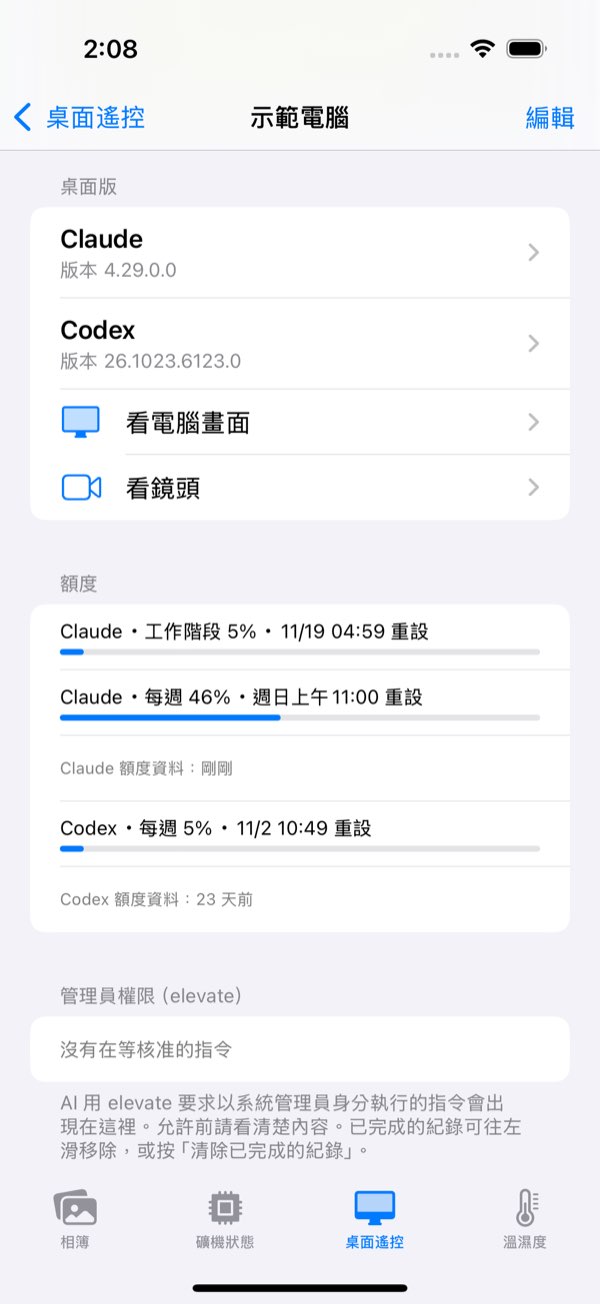 2:08
桌面遙控
示範電腦
編輯
桌面版
Claude
版本 4.29.0.0
Codex
版本 26.1023.6123.0
看電腦畫面
看鏡頭
額度
Claude・工作階段 5%・11/19 04:59 重設
Claude・每週 46%・週日上午11:00 重設
Claude 額度資料：剛剛
Codex・每週 5%・11/2 10:49 重設
Codex 額度資料：23 天前
管理員權限（elevate）
沒有在等核准的指令
AI 用 elevate 要求以系統管理員身分執行的指令會出
現在這裡。允許前請看清楚內容。已完成的紀錄可往左
滑移除，或按「清除已完成的紀錄」。
相簿
礦機狀態
桌面遙控
溫濕度